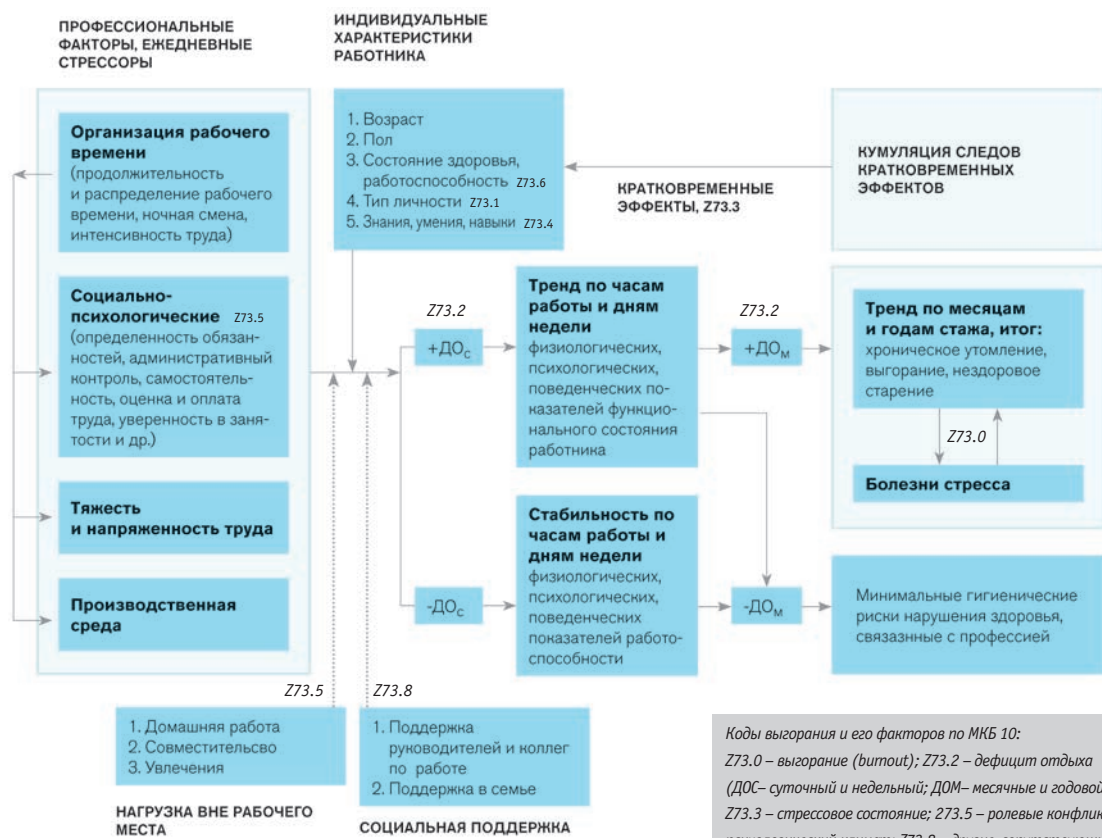 ПРОФЕССИОНАЛЬНЫЕ
ФАКТОРЫ, ЕЖЕДНЕВНЫЕ
СТРЕССОРЫ
ИНДИВИДУАЛЬНЫЕ
ХАРАКТЕРИСТИКИ
РАБОТНИКА
Организация рабочего
времени
(продолжительность
и распределение рабочего
времени, ночная смена,
интенсивность труда)
1. Возраст
2. Пол
3. Состояние здоровья,
работоспособность Z73.6
4. Тип личности Z73.1
5. Знания, умения, навыки Z73.4
КРАТКОВРЕМЕННЫЕ
ЭФФЕКТЫ, Z73.3
КУМУЛЯЦИЯ СЛЕДОВ
КРАТКОВРЕМЕННЫХ
ЭФФЕКТОВ
Социально-
психологические Z73.5
(определенность обязан-
ностей, административный
контроль, самостоятель-
ность, оценка и оплата
труда, уверенность в заня-
тости и др.)
Тяжесть
и напряженность труда
Производственная
среда
Z73.2
+ДОс
Тренд по часам
работы и дням
недели
физиологических,
психологических,
поведенческих по-
казателей функцио-
нального состояния
работника
Z73.2
+ДОм
Тренд по месяцам
и годам стажа, итог:
хроническое утомление,
выгорание, нездоровое
старение
Z73.0
Болезни стресса
-ДОс
Стабильность по
часам работы и
дням недели
физиологических,
психологических,
поведенческих
показателей работо-
способности
-ДОм
Минимальные гигиенические
риски нарушения здоровья,
связазнные с профессией
Z73.5
Z73.8
1. Домашняя работа
2. Совместительсво
3. Увлечения
НАГРУЗКА ВНЕ РАБОЧЕГО
МЕСТА
1. Поддержка
руководителей и коллег
по работе
2. Поддержка в семье
СОЦИАЛЬНАЯ ПОДДЕРЖКА
Коды выгорания и его факторов по МКБ 10:
Z73.0 – выгорание (burnout); Z73.2 – дефицит отдыха
(ДОС– суточный и недельный; ДОМ– месячные и годовой
Z73.3 – стрессовое состояние; 273.5 – ролевые конфлик